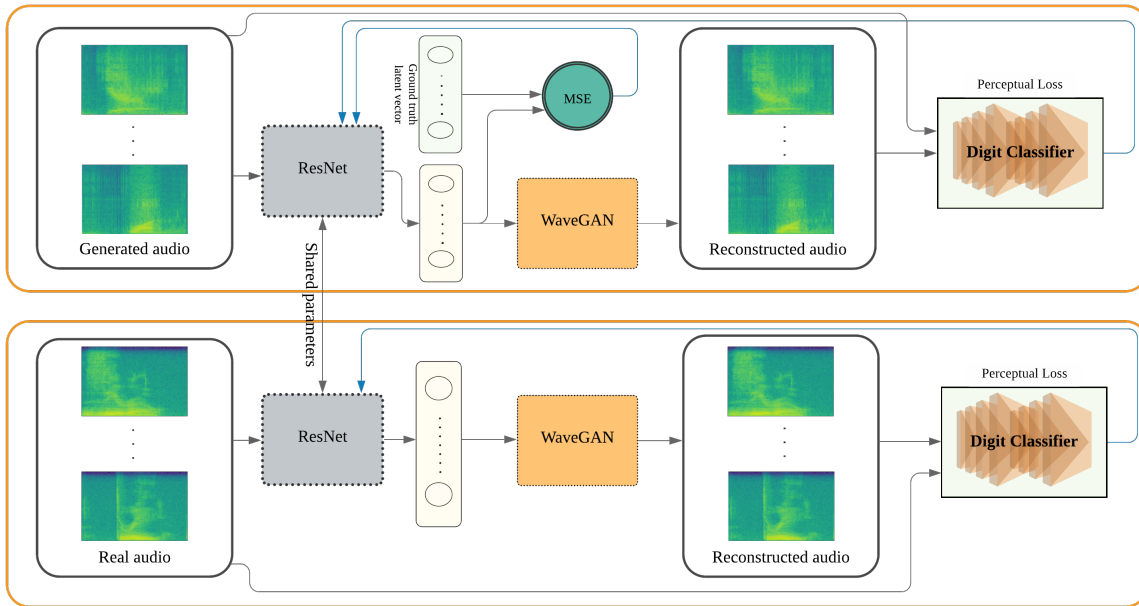 Generated audio
ResNet
Ground truth
latent vector
MSE
WaveGAN
Reconstructed audio
Perceptual Loss
Digit Classifier
Shared parameters
Real audio
ResNet
WaveGAN
Reconstructed audio
Perceptual Loss
Digit Classifier